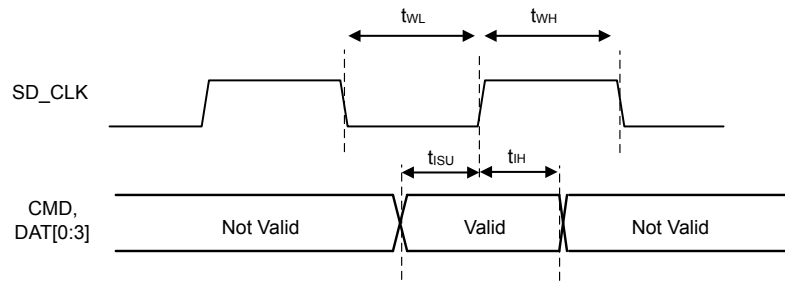 tWL tWH
SD_CLK
tISU tIH
CMD,
DAT[0:3]
Not Valid Valid Not Valid